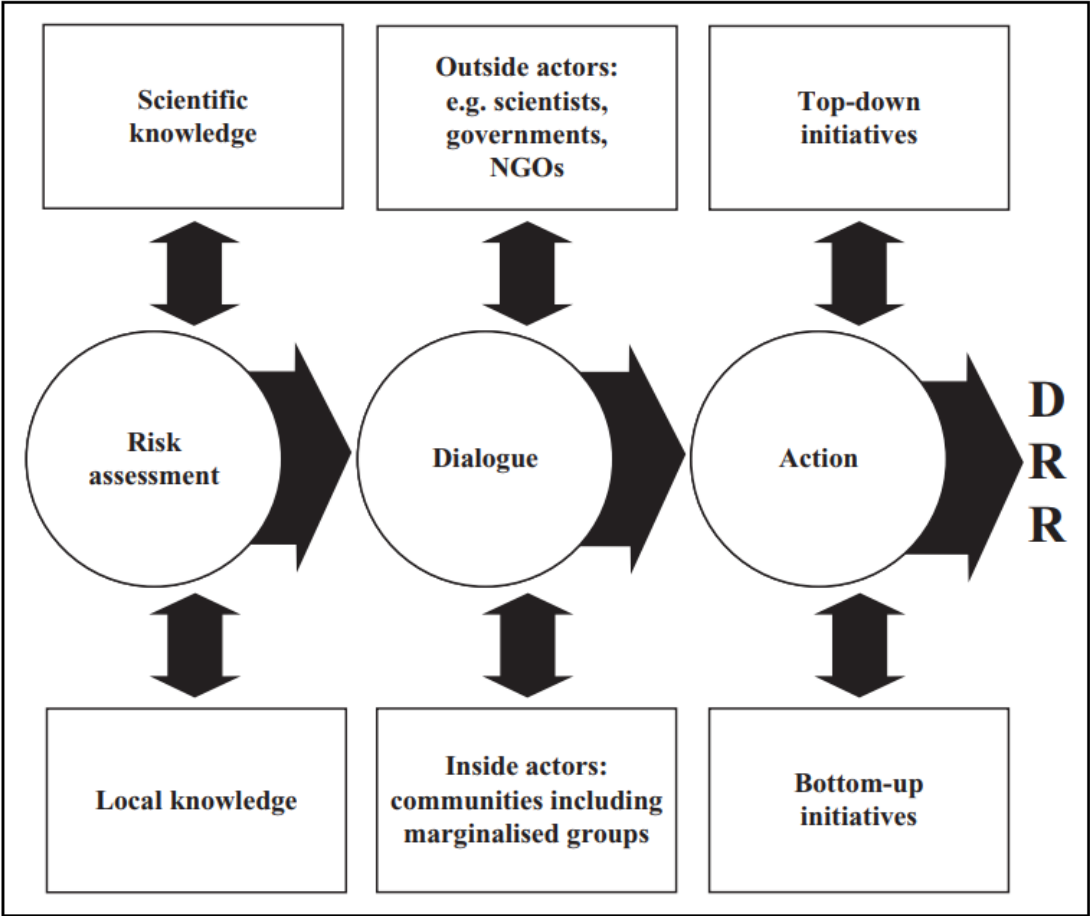 Scientific
knowledge
Outside actors:
e.g. scientists,
governments,
NGOs
Top-down
initiatives
Risk
assessment
Dialogue
Action
D
R
R
Local knowledge
Inside actors:
communities including
marginalised groups
Bottom-up
initiatives